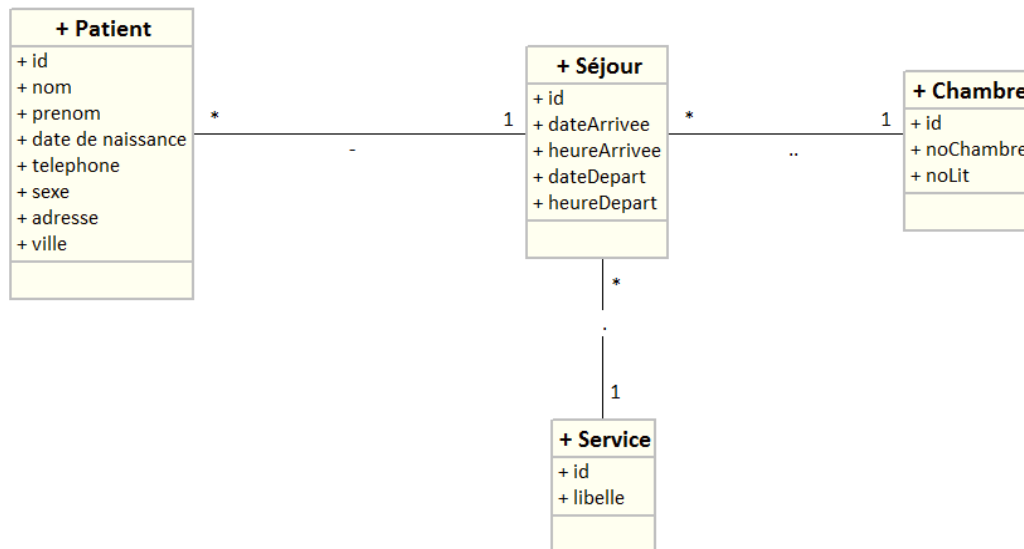 + Patient
+ id
+ nom
+ prenom
+ date de naissance
+ telephone
+ sexe
+ adresse
+ ville
*
1
-
+ Séjour
+ id
+ dateArrivee
+ heureArrivee
+ dateDepart
+ heureDepart
*
1
..
+ Chambre
+ id
+ noChambre
+ noLit
*
.
1
+ Service
+ id
+ libelle